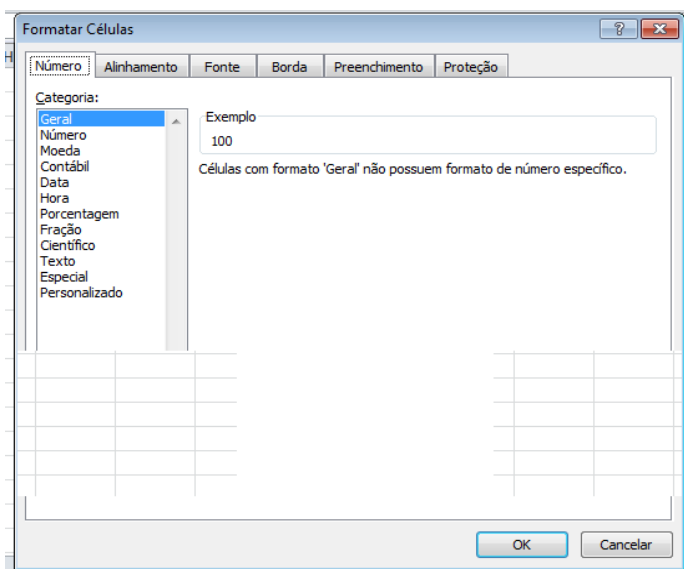 Formatar Células
H
Número Alinhamento Fonte Borda Preenchimento Proteção
Categoria:
Geral
Número
Moeda
Contábil
Data
Hora
Porcentagem
Fração
Científico
Texto
Especial
Personalizado
Exemplo
100
Células com formato 'Geral' não possuem formato de número específico.
OK Cancelar